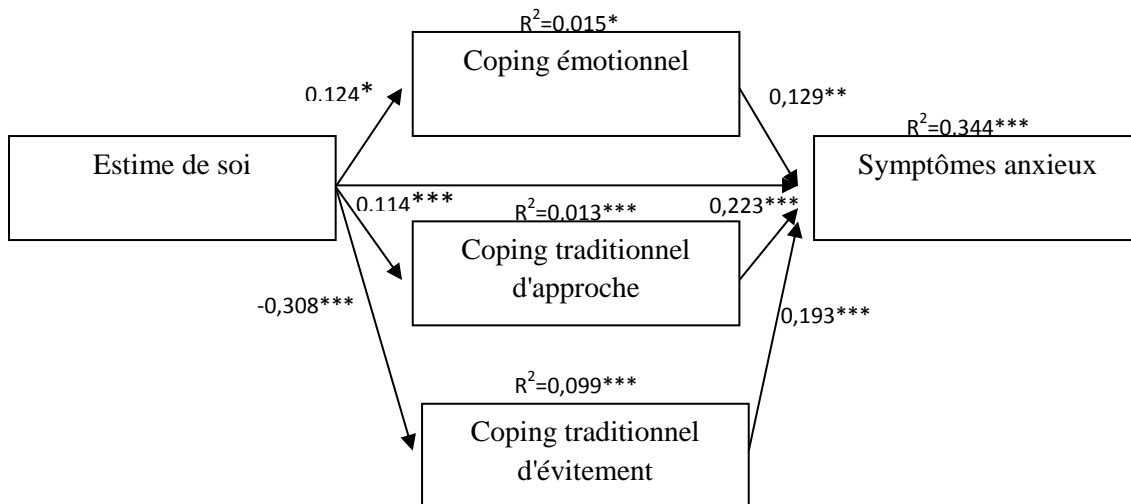 R²=0.015*
Coping émotionnel
0.124*
0,129**
R²=0.344***
Estime de soi
Symptômes anxieux
0.114***
R²=0,013***
0,223***
Coping traditionnel
d'approche
-0,308***
0,193***
R²=0,099***
Coping traditionnel
d'évitement